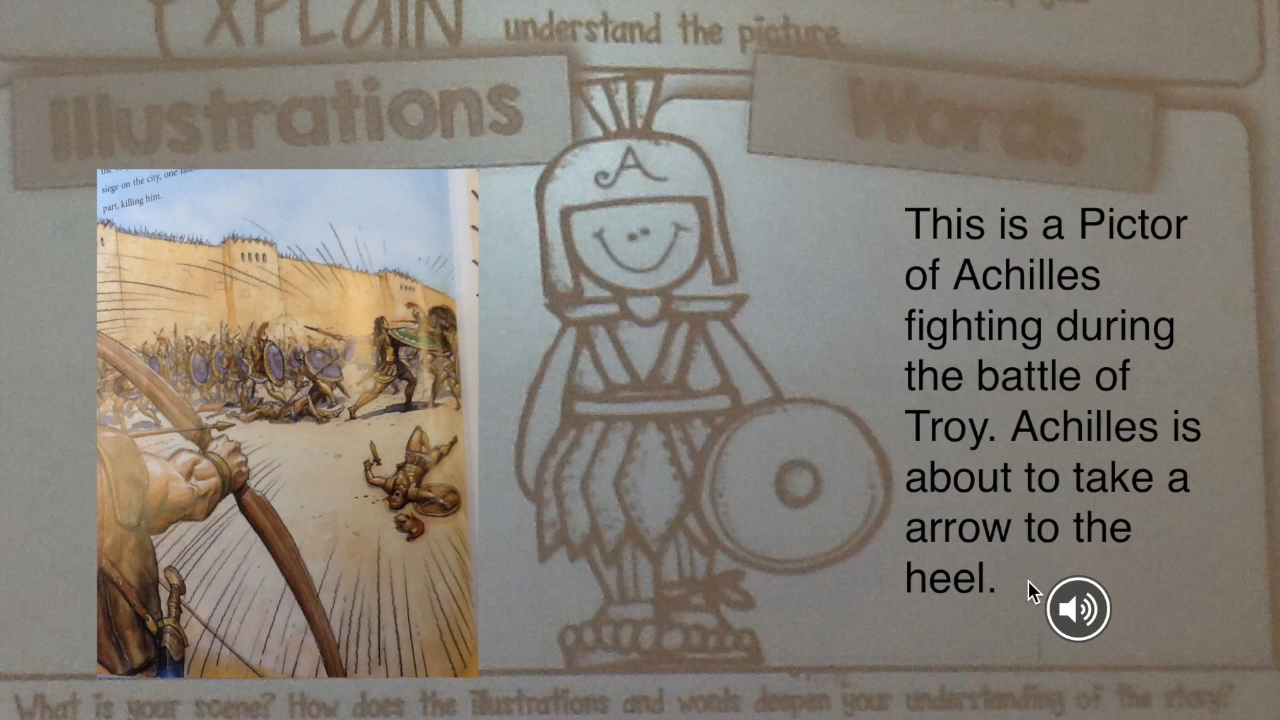 EXPLAIN
understand the picture
Illustrations
Words
siege on the city, one
part, killing him.
A
This is a Pictor
of Achilles
fighting during
the battle of
Troy. Achilles is
about to take a
arrow to the
heel.
What is your scene? How does the illustrations and words deepen your understanding of the story?